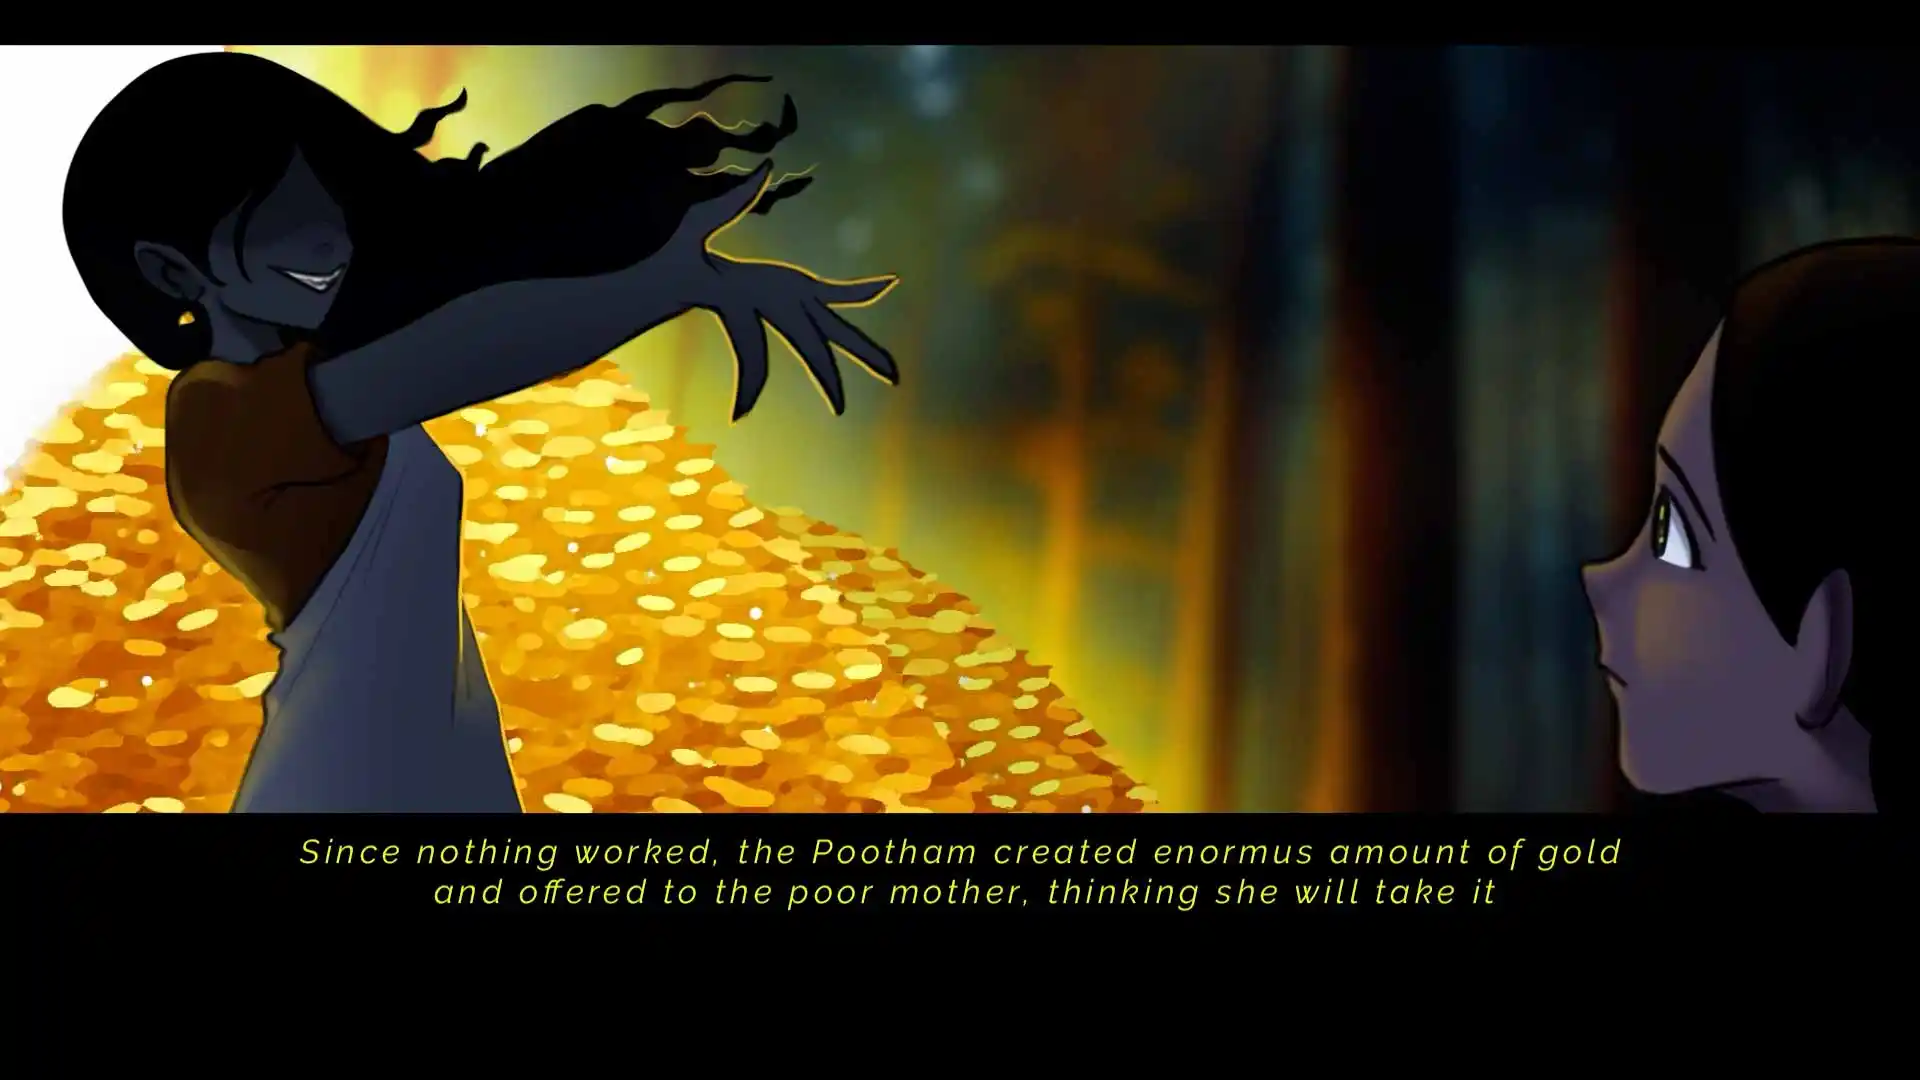 Since nothing worked, the Pootham created enormus amount of gold
and offered to the poor mother, thinking she will take it